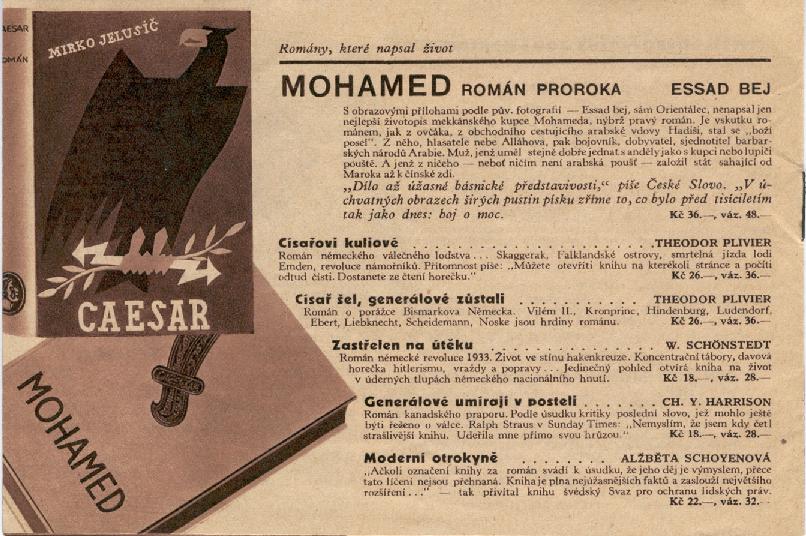 AESAR
OMÁN
MIRKO JELUSIČ
CAESAR
MOHAMED
Romány, které napsal život
MOHAMED ROMÁN PROROKA ESSAD BEJ
S obrazovými přílohami podle pův. fotografií — Essad bej, sám Orientálec, nenapsal jen
nejlepší životopis mekkánského kupce Mohameda, nýbrž pravý román. Je vskutku ro-
mánem, jak z ovčáka, z obchodního cestujícího arabské vdovy Hadiši, stal se „boží
posel“. Z něho, hlasatele nebe Alláhova, pak bojovník, dobyvatel, sjednotitel barbar-
ských národů Arabie. Muž, jenž uměl stejně dobře jednat s anděly jako s kupci nebo lupiči
pouště. A jenž z ničeho — neboť ničím není arabská poušť — založil stát sahající od
Maroka až k čínské zdi.
„Dílo až úžasné básnické představivosti,“ píše České Slovo. „V ú-
chvatných obrazech širých pustin písku zříme to, co bylo před tisíciletím
tak jako dnes: boj o moc. Kč 36.—, váz. 48.—
Císařovi kuliové . . . . . . . . . . . . . . . . . . . . . . THEODOR PLIVIER
Román německého válečného loďstva... Skaggerak, Falklandské ostrovy, smrtelná jízda lodi
Emden, revoluce námořníků. Přítomnost píše: „Můžete otevříti knihu na kterékoli stránce a počíti
odtud čísti. Dostanete ze čtení horečku.“ Kč 26.—, váz. 36.—
Císař šel, generálové zůstali . . . . . . . . . . . . . THEODOR PLIVIER
Román o porážce Bismarkova Německa. Vilém II., Kronprinc, Hindenburg, Ludendorf,
Ebert, Liebknecht, Scheidemann, Noske jsou hrdiny románu. Kč 26.—, váz. 36.—
Zastřelen na útěku . . . . . . . . . . . . . . . . . W. SCHÖNSTEDT
Román německé revoluce 1933. Život ve stínu hakenkreuze. Koncentrační tábory, davová
horečka hitlerismu, vraždy a popravy... Jedinečný pohled otvírá kniha na život
v úderných tlupách německého nacionálního hnutí. Kč 18.—, váz. 28.—
Generálové umírají v posteli . . . . . . . . CH. Y. HARRISON
Román kanadského praporu. Podle úsudku kritiky poslední slovo, jež mohlo ještě
býti řečeno o válce. Ralph Straus v Sunday Times: „Nemyslím, že jsem kdy četl
strašlivější knihu. Udeřila mne přímo svou hrůzou.“ Kč 18.—, váz. 28.—
Moderní otrokyně . . . . . . . . ALŽBĚTA SCHOYENOVÁ
„Ačkoli označení knihy za román svádí k úsudku, že jeho děj je výmyslem, přece
tato líčení nejsou přehnaná. Kniha je plna nejúžasnějších faktů a zaslouží největšího
rozšíření...“ — tak přivítal knihu švédský Svaz pro ochranu lidských práv.
Kč 22.—, váz. 32.—